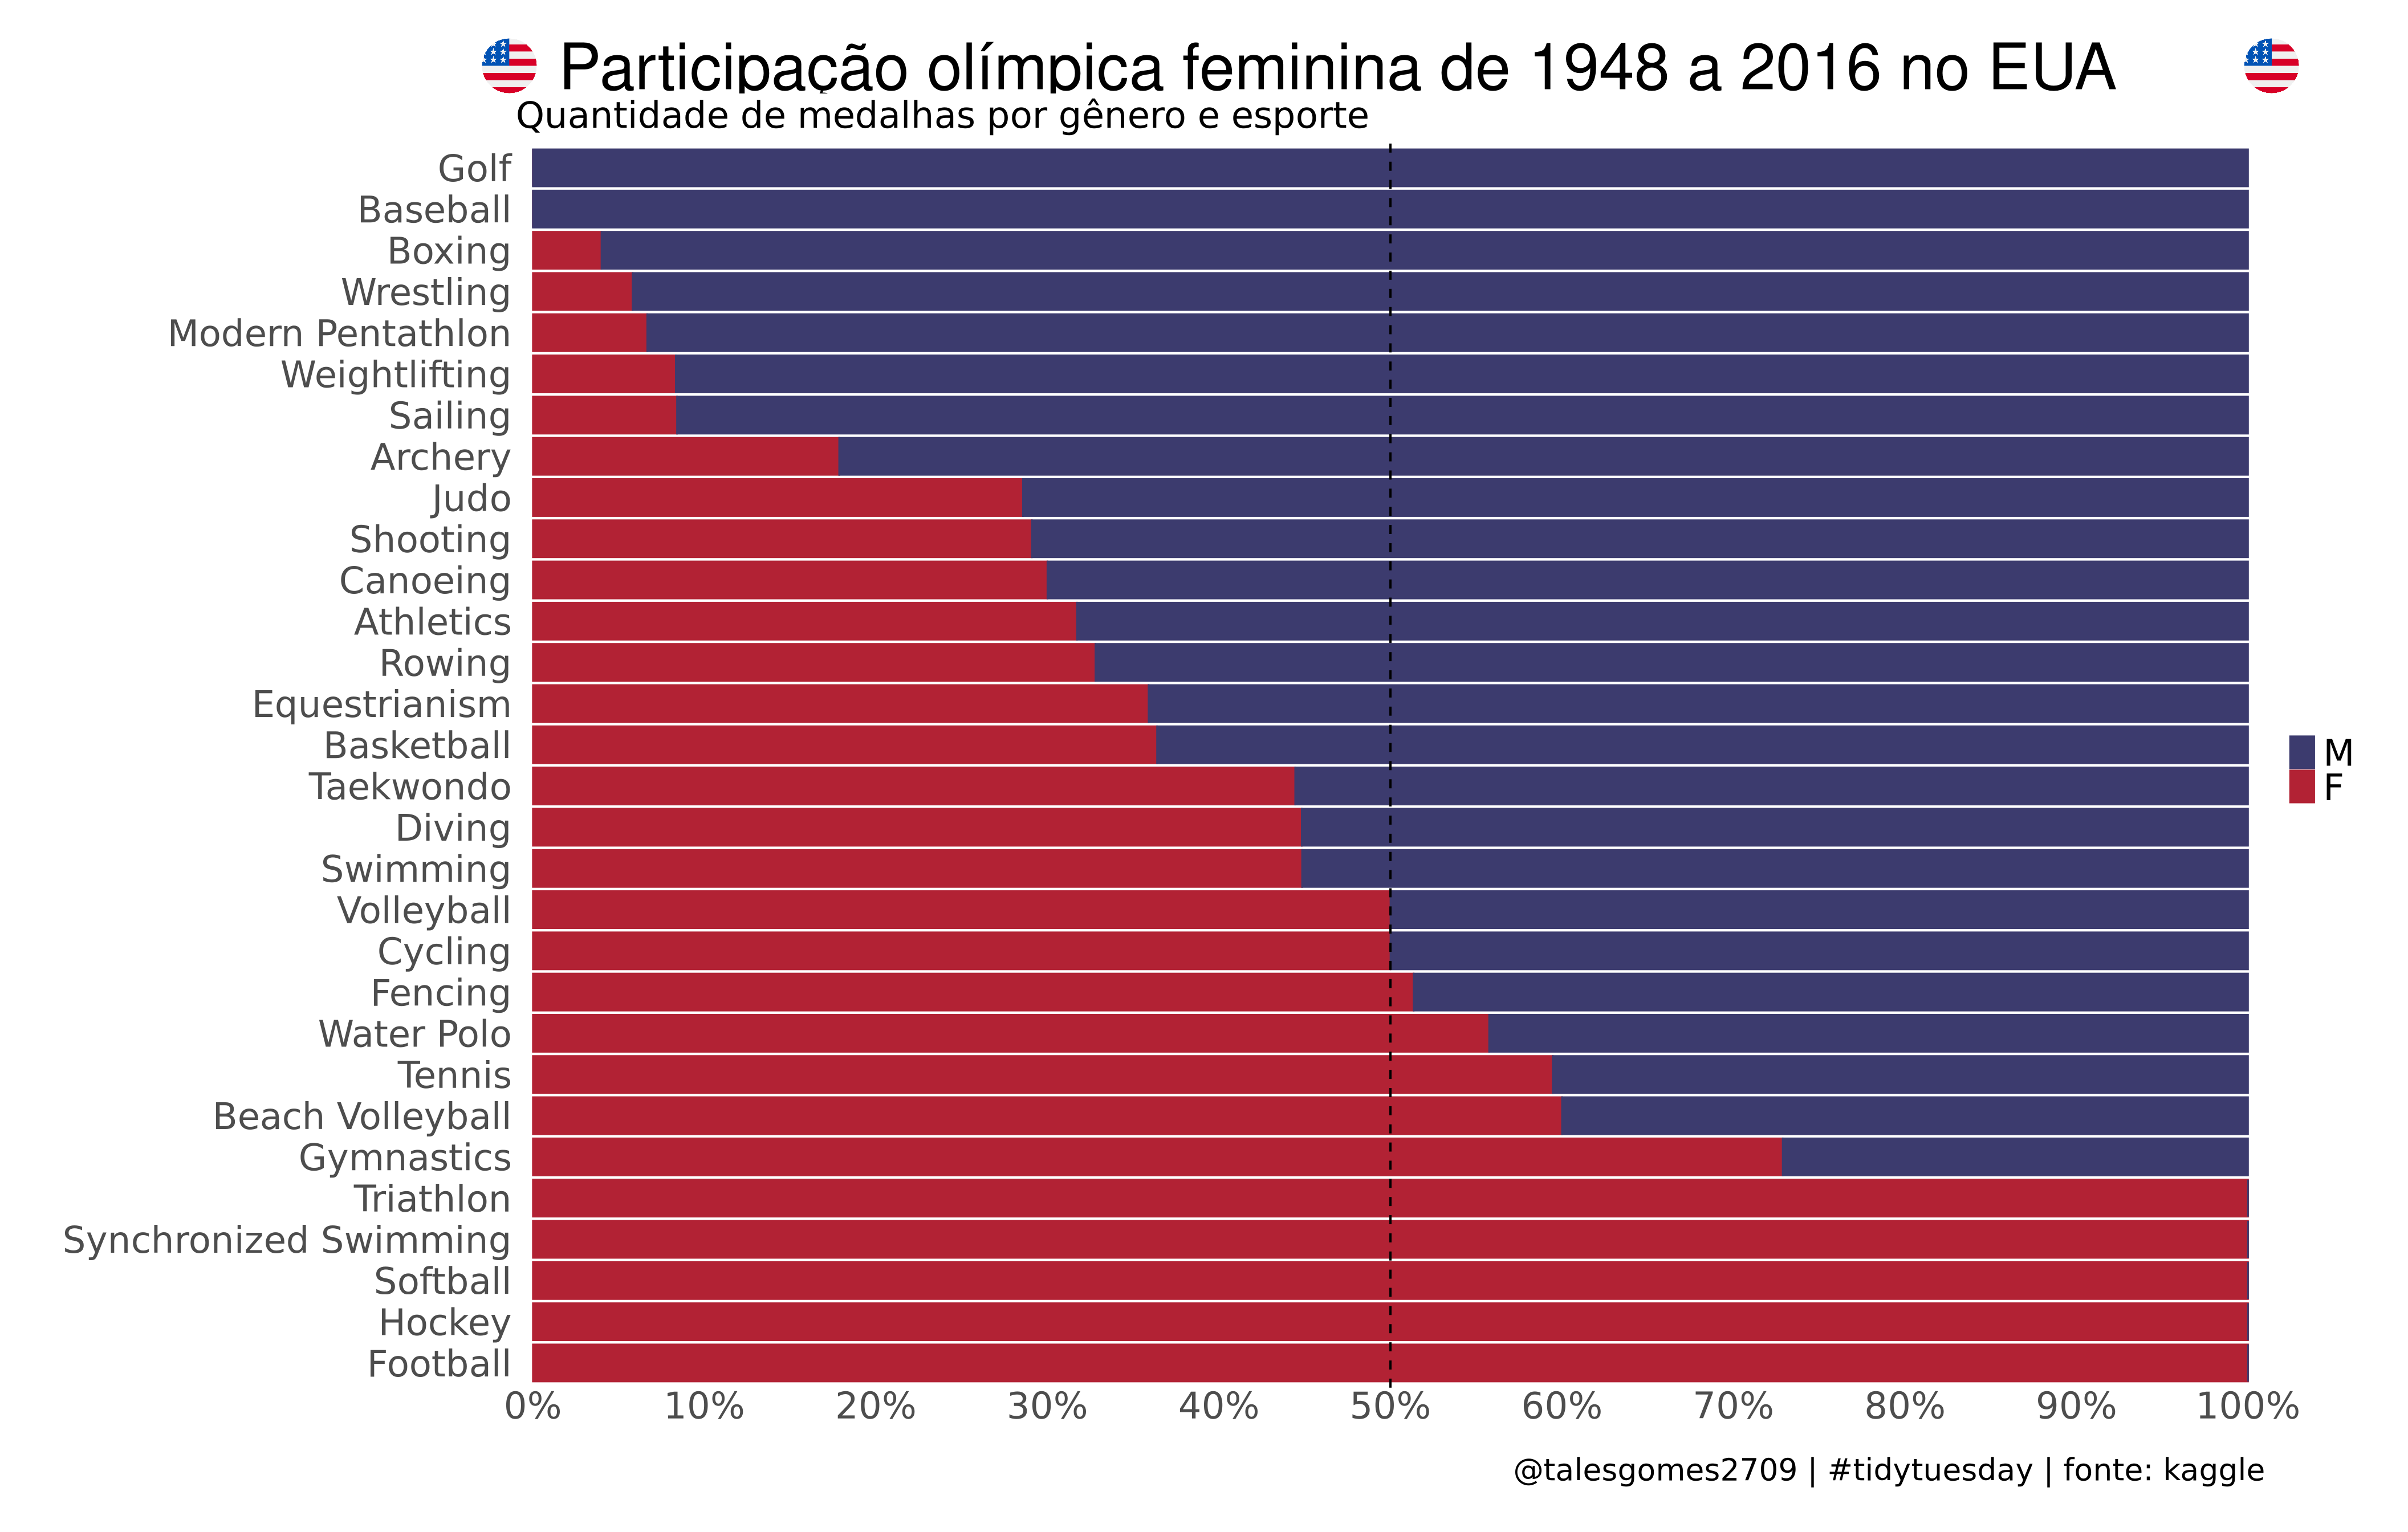 Participação olímpica feminina de 1948 a 2016 no EUA
Quantidade de medalhas por gênero e esporte
Golf
Baseball
Boxing
Wrestling
Modern Pentathlon
Weightlifting
Sailing
Archery
Judo
Shooting
Canoeing
Athletics
Rowing
Equestrianism
Basketball
Taekwondo
Diving
Swimming
Volleyball
Cycling
Fencing
Water Polo
Tennis
Beach Volleyball
Gymnastics
Triathlon
Synchronized Swimming
Softball
Hockey
Football
0% 10% 20% 30% 40% 50% 60% 70% 80% 90% 100%
M
F
@talesgomes2709 | #tidytuesday | fonte: kaggle